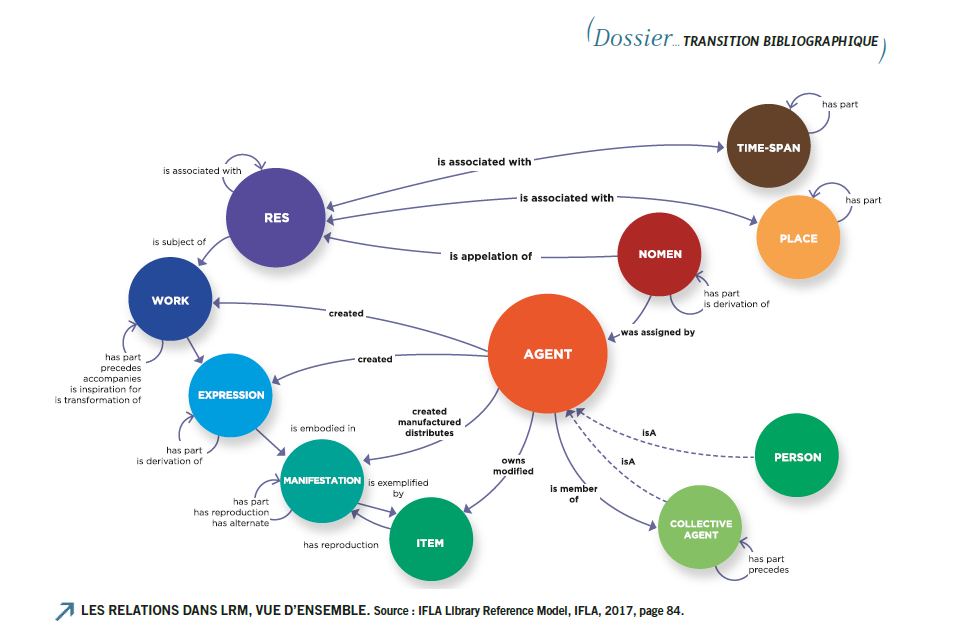 Dossier... TRANSITION BIBLIOGRAPHIQUE
has part
TIME-SPAN
is associated with
is associated with
RES
is associated with
has part
PLACE
is subject of
is appelation of
NOMEN
has part
is derivation of
WORK
created
was assigned by
AGENT
has part
precedes
accompanies
is inspiration for
is transformation of
created
EXPRESSION
created
manufactured
distributes
is embodied in
has part
is derivation of
isA
PERSON
owns
modified
isA
MANIFESTATION
is exemplified
by
is member
of
has part
has reproduction
has alternate
COLLECTIVE
AGENT
has reproduction
ITEM
has part
precedes
LES RELATIONS DANS LRM, VUE D'ENSEMBLE. Source : IFLA Library Reference Model, IFLA, 2017, page 84.